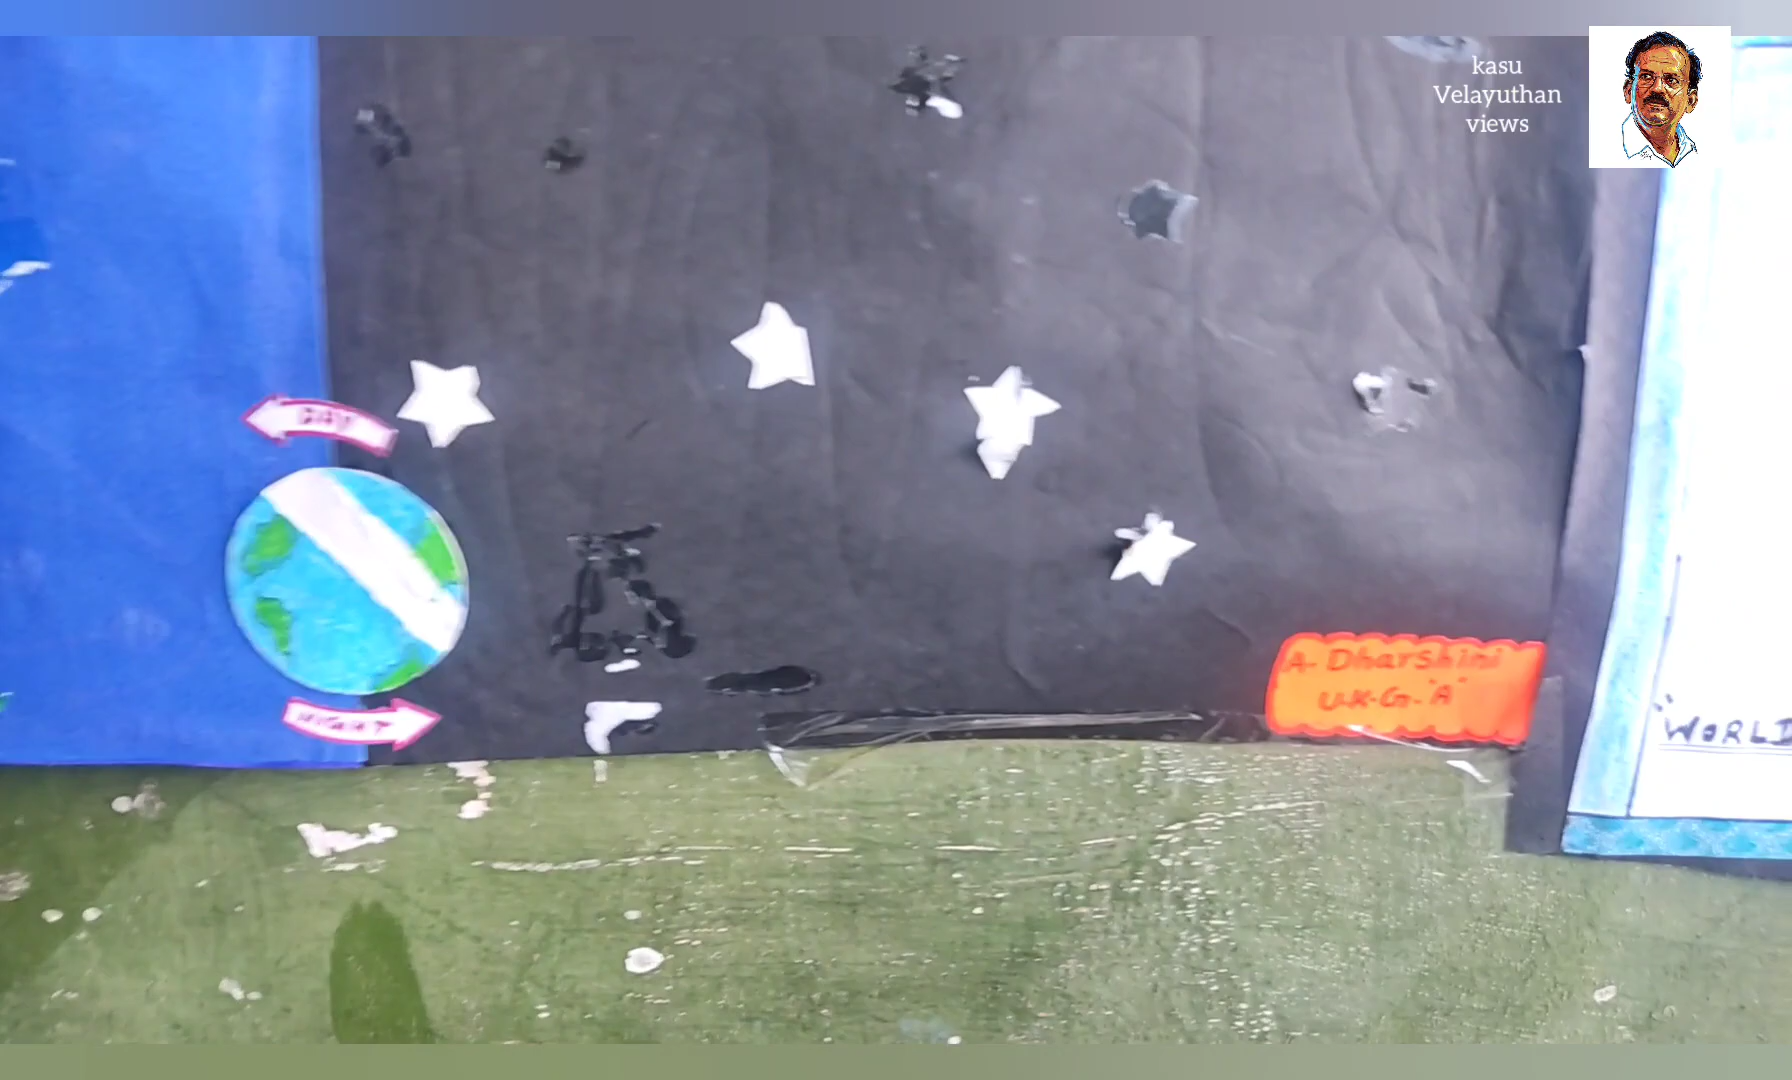 kasu
Velayuthan
views
DAY
NIGHT
A. Dharshini
U.K.G. "A"
"WORLD